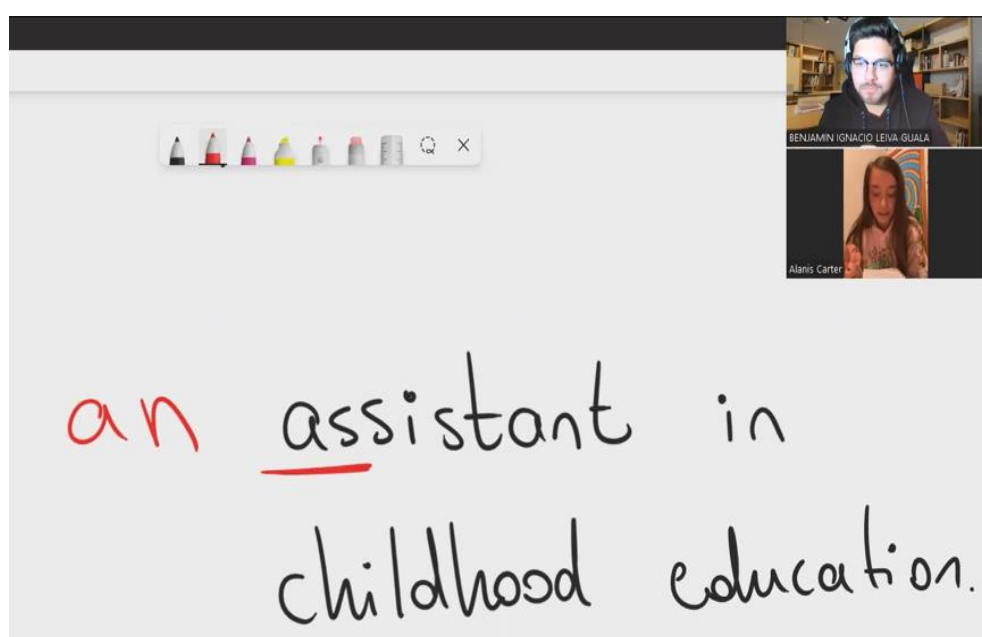 BENJAMIN IGNACIO LEIVA GUALA
Alanis Carter
an assistant in
childhood education.